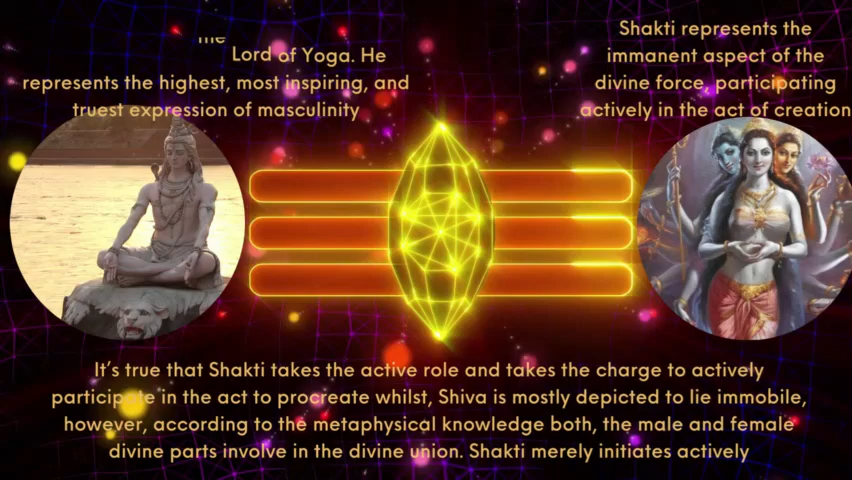 Lord of Yoga. He
represents the highest, most inspiring, and
truest expression of masculinity
Shakti represents the
immanent aspect of the
divine force, participating
actively in the act of creation
It's true that Shakti takes the active role and takes the charge to actively
participate in the act to procreate whilst, Shiva is mostly depicted to lie immobile,
however, according to the metaphysical knowledge both, the male and female
divine parts involve in the divine union. Shakti merely initiates actively